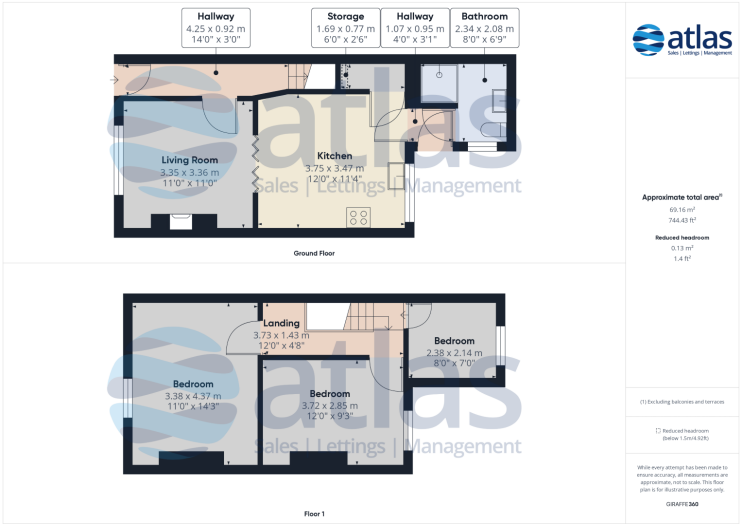 Hallway
4.25 x 0.92 m
14'0" x 3'0"
Storage
1.69 x 0.77 m
6'0" x 2'6"
Hallway
1.07 x 0.95 m
4'0" x 3'1"
Bathroom
2.34 x 2.08 m
8'0" x 6'9"
Living Room
3.35 x 3.36 m
11'0" x 11'0"
Kitchen
3.75 x 3.47 m
12'0" x 11'4"
atlas
Sales | Lettings | Management
Ground Floor
Landing
3.73 x 1.43 m
12'0" x 4'8"
Bedroom
2.38 x 2.14 m
8'0" x 7'0"
Bedroom
3.38 x 4.37 m
11'0" x 14'3"
Bedroom
3.72 x 2.85 m
12'0" x 9'3"
atlas
Sales | Lettings | Management
Floor 1
atlas
Sales | Lettings | Management
Approximate total area⁽¹⁾
69.16 m²
744.43 ft²
Reduced headroom
0.13 m²
1.4 ft²
(1) Excluding balconies and terraces
Reduced headroom
(below 1.5m/4.92ft)
While every attempt has been made to
ensure accuracy, all measurements are
approximate, not to scale. This floor
plan is for illustrative purposes only.
GIRAFFE360